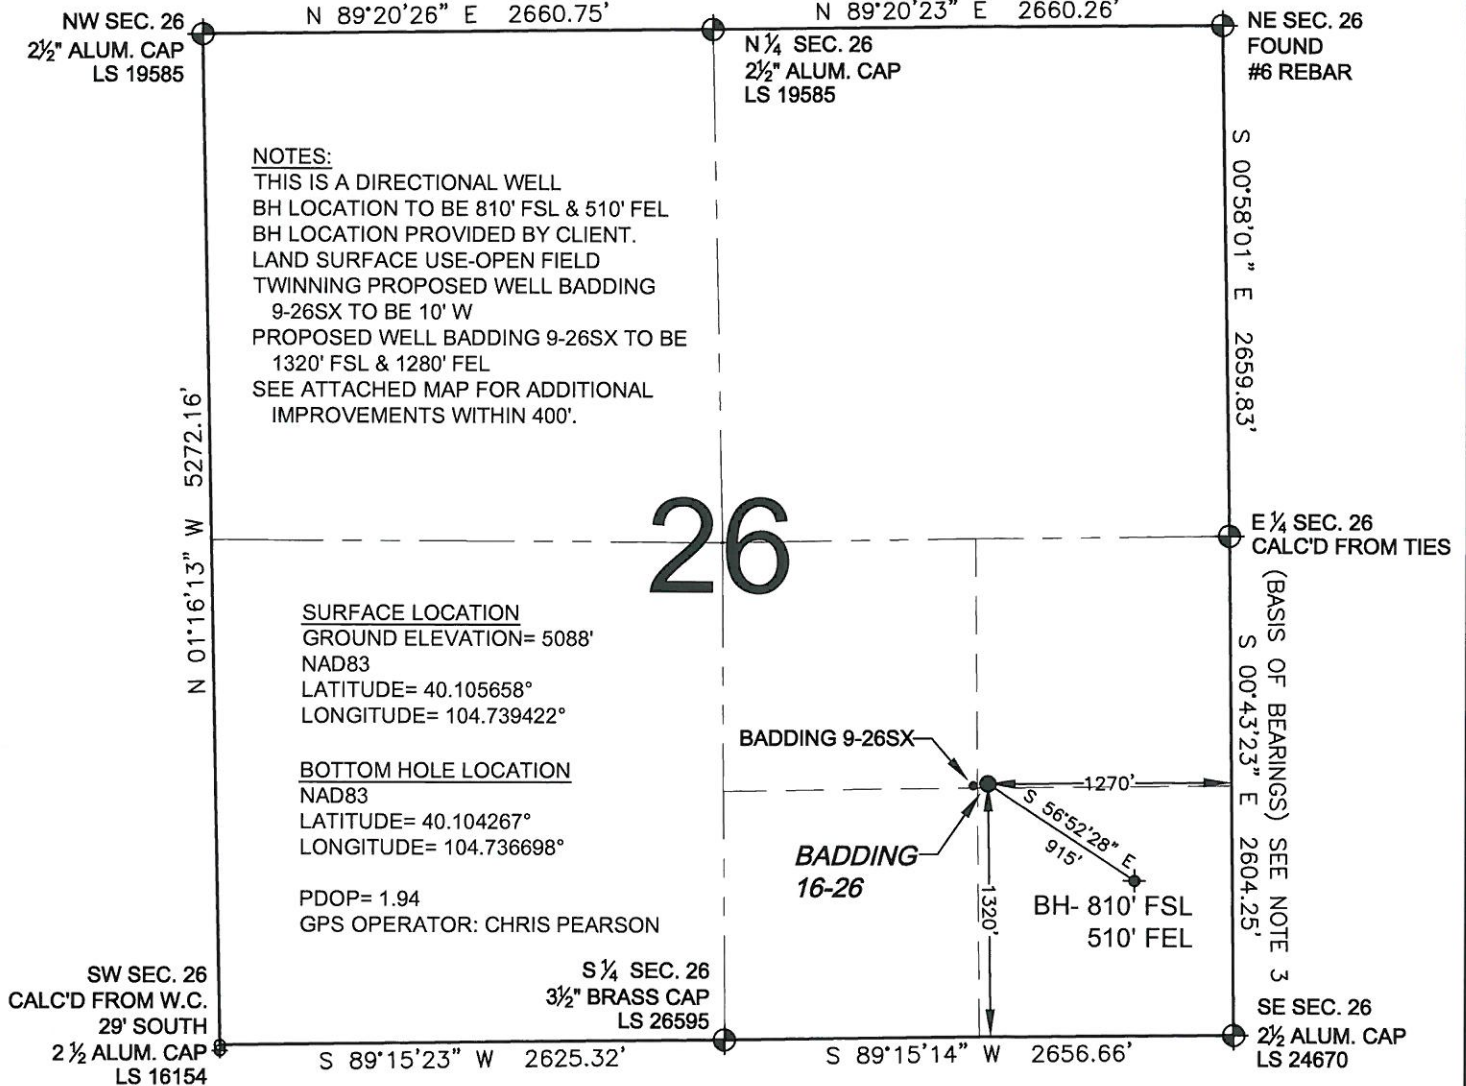 N 89°20'26" E 2660.75'
N 89°20'23" E 2660.26'
NW SEC. 26
2½" ALUM. CAP
LS 19585
N ¼ SEC. 26
2½" ALUM. CAP
LS 19585
NE SEC. 26
FOUND
#6 REBAR
NOTES:
THIS IS A DIRECTIONAL WELL
BH LOCATION TO BE 810' FSL & 510' FEL
BH LOCATION PROVIDED BY CLIENT.
LAND SURFACE USE-OPEN FIELD
TWINNING PROPOSED WELL BADDING
9-26SX TO BE 10' W
PROPOSED WELL BADDING 9-26SX TO BE
1320' FSL & 1280' FEL
SEE ATTACHED MAP FOR ADDITIONAL
IMPROVEMENTS WITHIN 400'.
S 00°58'01" E 2659.83'
N 01°16'13" W 5272.16'
26
E ¼ SEC. 26
CALC'D FROM TIES
(BASIS OF BEARINGS) SEE NOTE 3
S 00°43'23" E 2604.25'
SURFACE LOCATION
GROUND ELEVATION= 5088'
NAD83
LATITUDE= 40.105658°
LONGITUDE= 104.739422°
BOTTOM HOLE LOCATION
NAD83
LATITUDE= 40.104267°
LONGITUDE= 104.736698°
PDOP= 1.94
GPS OPERATOR: CHRIS PEARSON
BADDING 9-26SX
1270'
S 56°52'28" E
915'
BADDING
16-26
1320'
BH- 810' FSL
510' FEL
SW SEC. 26
CALC'D FROM W.C.
29' SOUTH
2 ½ ALUM. CAP
LS 16154
S ¼ SEC. 26
3½" BRASS CAP
LS 26595
SE SEC. 26
2½ ALUM. CAP
LS 24670
S 89°15'23" W 2625.32'
S 89°15'14" W 2656.66'